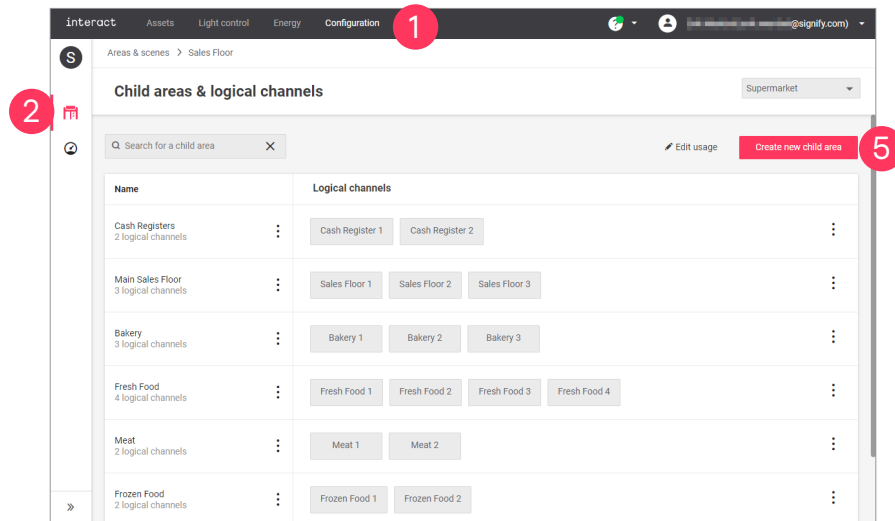 interact Assets Light control Energy Configuration 1 ? @signify.com)
S Areas & scenes > Sales Floor
Child areas & logical channels Supermarket
2
Search for a child area Edit usage Create new child area 5
Name Logical channels
Cash Registers
2 logical channels Cash Register 1 Cash Register 2
Main Sales Floor
3 logical channels Sales Floor 1 Sales Floor 2 Sales Floor 3
Bakery
3 logical channels Bakery 1 Bakery 2 Bakery 3
Fresh Food
4 logical channels Fresh Food 1 Fresh Food 2 Fresh Food 3 Fresh Food 4
Meat
2 logical channels Meat 1 Meat 2
Frozen Food
2 logical channels Frozen Food 1 Frozen Food 2